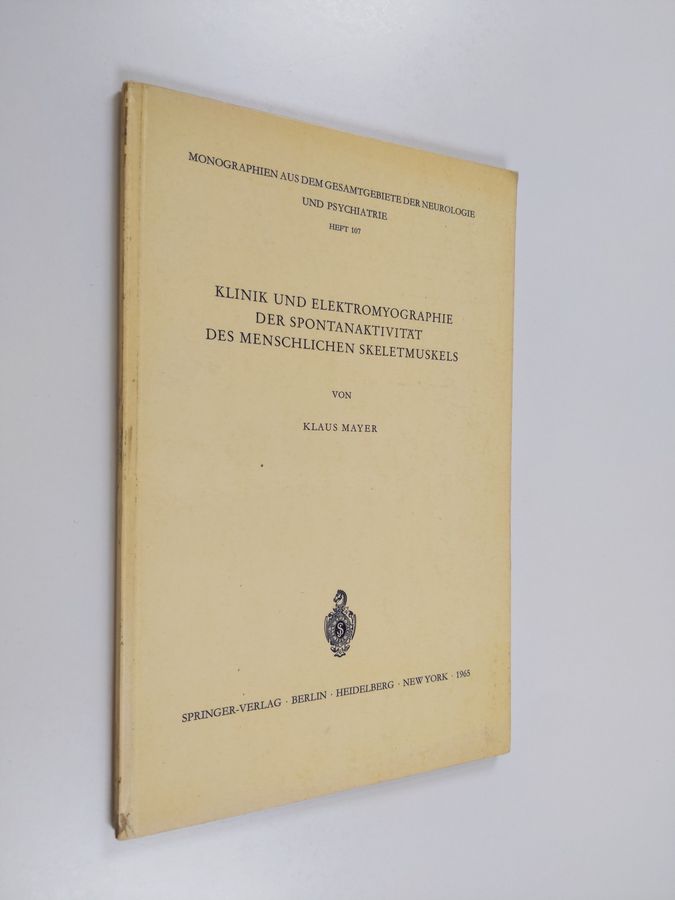 MONOGRAPHIEN AUS DEM GESAMTGEBIETE DER NEUROLOGIE
UND PSYCHIATRIE
HEFT 107
KLINIK UND ELEKTROMYOGRAPHIE
DER SPONTANAKTIVITÄT
DES MENSCHLICHEN SKELETMUSKELS
VON
KLAUS MAYER
S
SPRINGER-VERLAG · BERLIN · HEIDELBERG · NEW YORK · 1965